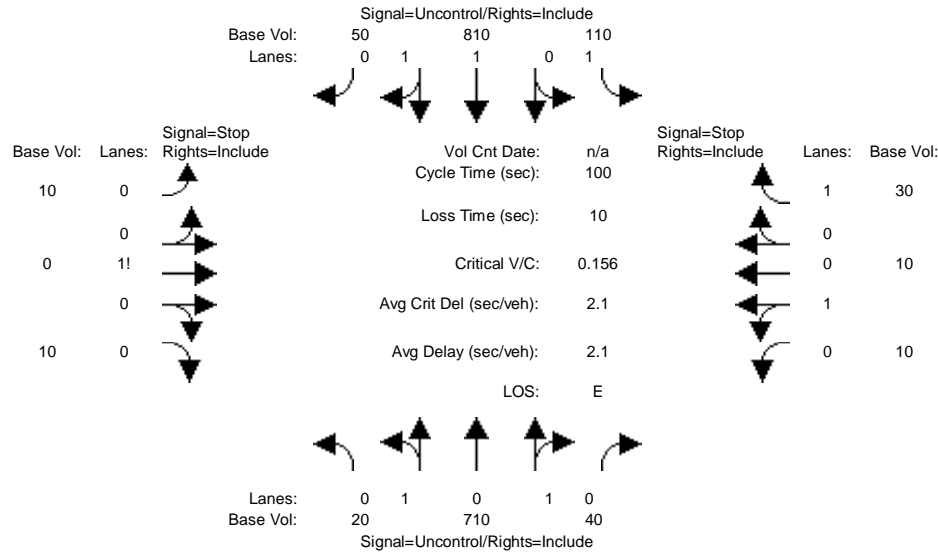 Signal=Uncontrol/Rights=Include
Base Vol: 50 810 110
Lanes: 0 1 1 0 1
Signal=Stop
Base Vol: Lanes: Rights=Include
10 0
0
0 1!
0
10 0
Vol Cnt Date: n/a
Cycle Time (sec): 100
Loss Time (sec): 10
Critical V/C: 0.156
Avg Crit Del (sec/veh): 2.1
Avg Delay (sec/veh): 2.1
LOS: E
Signal=Stop
Rights=Include Lanes: Base Vol:
1 30
0
0 10
1
0 10
Lanes: 0 1 0 1 0
Base Vol: 20 710 40
Signal=Uncontrol/Rights=Include